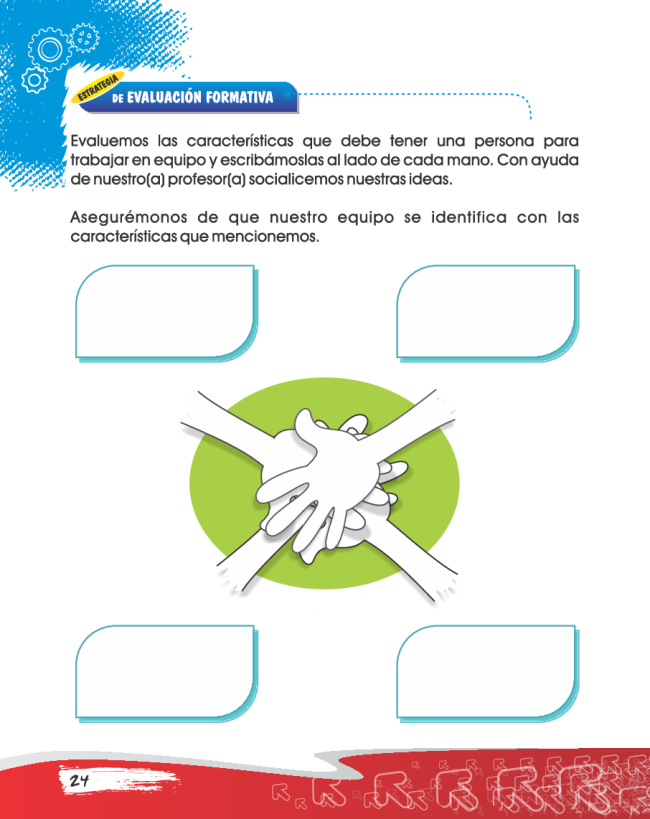 ESTRATEGIA
DE EVALUACIÓN FORMATIVA
Evaluemos las características que debe tener una persona para
trabajar en equipo y escribámoslas al lado de cada mano. Con ayuda
de nuestro(a) profesor(a) socialicemos nuestras ideas.
Asegurémonos de que nuestro equipo se identifica con las
características que mencionemos.
24